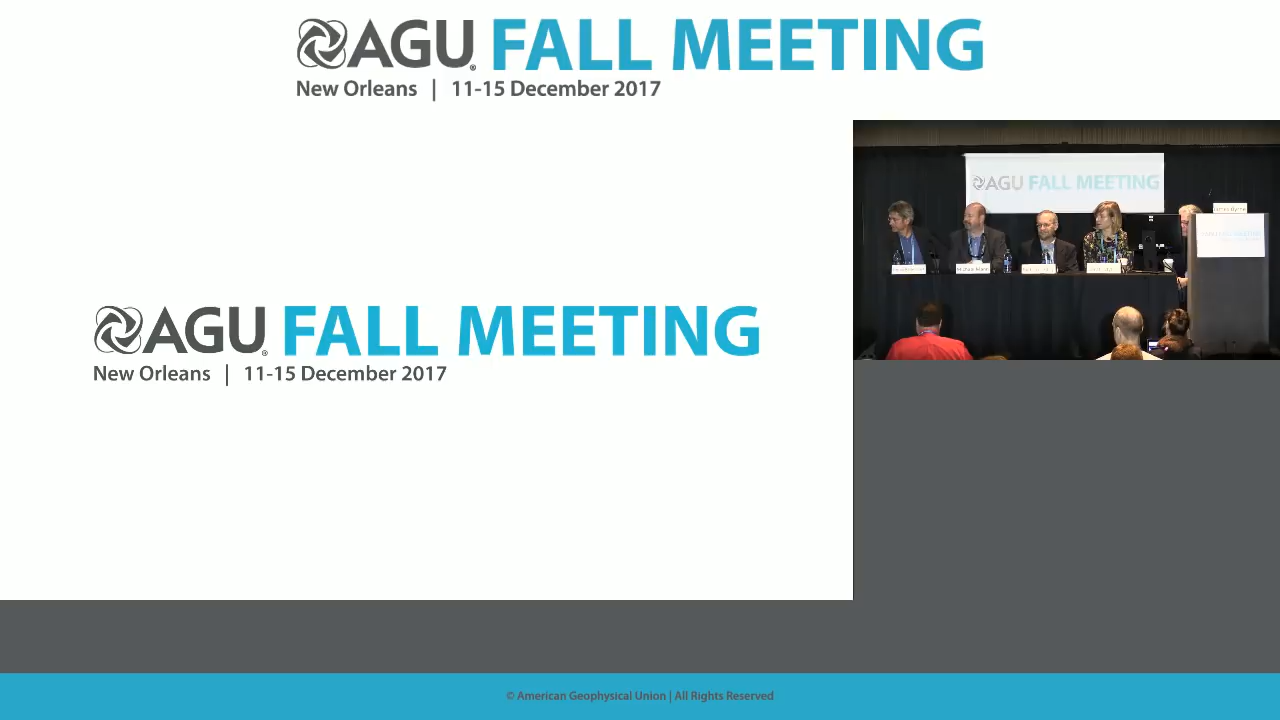 AGU FALL MEETING
New Orleans | 11-15 December 2017
AGU FALL MEETING
AGU FALL MEETING
New Orleans | 11-15 December 2017
© American Geophysical Union | All Rights Reserved